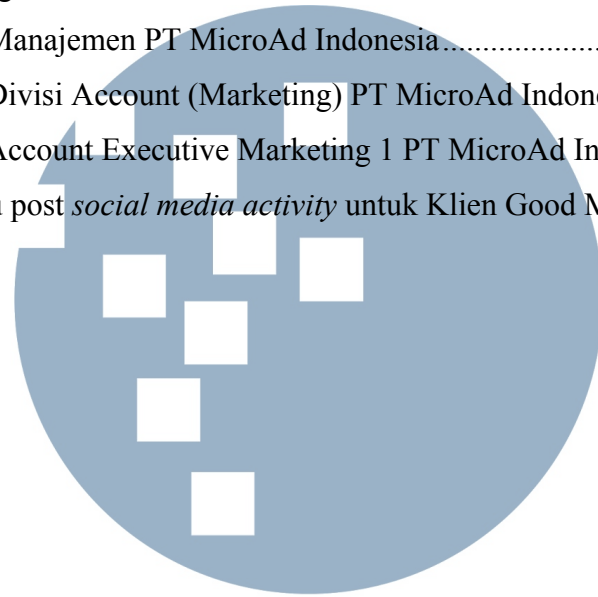 Manajemen PT MicroAd Indonesia....................
Divisi Account (Marketing) PT MicroAd Indone
Account Executive Marketing 1 PT MicroAd In
post social media activity untuk Klien Good M